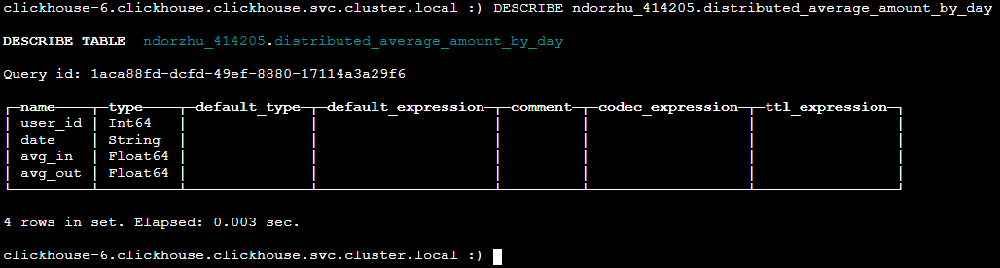 clickhouse-6.clickhouse.clickhouse.svc.cluster.local :) DESCRIBE ndorzhu_414205.distributed_average_amount_by_day
DESCRIBE TABLE ndorzhu_414205.distributed_average_amount_by_day
Query id: 1aca88fd-dcfd-49ef-8880-17114a3a29f6
┌─name────┬─type────┬─default_type─┬─default_expression─┬─comment─┬─codec_expression─┬─ttl_expression─┐
│ user_id │ Int64   │              │                    │         │                  │                │
│ date    │ String  │              │                    │         │                  │                │
│ avg_in  │ Float64 │              │                    │         │                  │                │
│ avg_out │ Float64 │              │                    │         │                  │                │
└─────────┴─────────┴──────────────┴────────────────────┴─────────┴──────────────────┴────────────────┘
4 rows in set. Elapsed: 0.003 sec.
clickhouse-6.clickhouse.clickhouse.svc.cluster.local :)